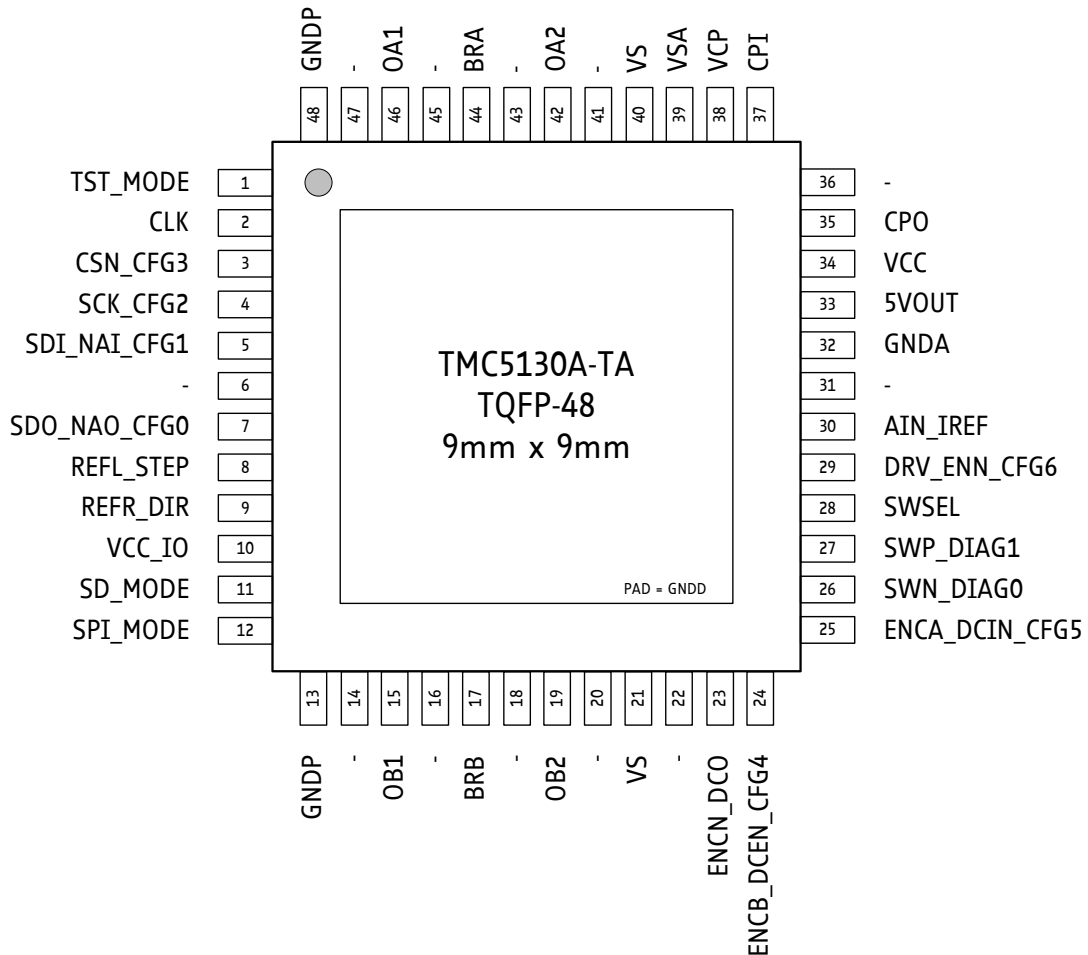 GNDP
-
OA1
-
BRA
-
OA2
-
VS
VSA
VCP
CPI
48
47
46
45
44
43
42
41
40
39
38
37
TST_MODE 1
CLK 2
CSN_CFG3 3
SCK_CFG2 4
SDI_NAI_CFG1 5
- 6
SDO_NAO_CFG0 7
REFL_STEP 8
REFR_DIR 9
VCC_IO 10
SD_MODE 11
SPI_MODE 12
TMC5130A-TA
TQFP-48
9mm x 9mm
PAD = GNDD
36 -
35 CPO
34 VCC
33 5VOUT
32 GNDA
31 -
30 AIN_IREF
29 DRV_ENN_CFG6
28 SWSEL
27 SWP_DIAG1
26 SWN_DIAG0
25 ENCA_DCIN_CFG5
13
14
15
16
17
18
19
20
21
22
23
24
GNDP
-
OB1
-
BRB
-
OB2
-
VS
-
ENCN_DCO
ENCB_DCEN_CFG4